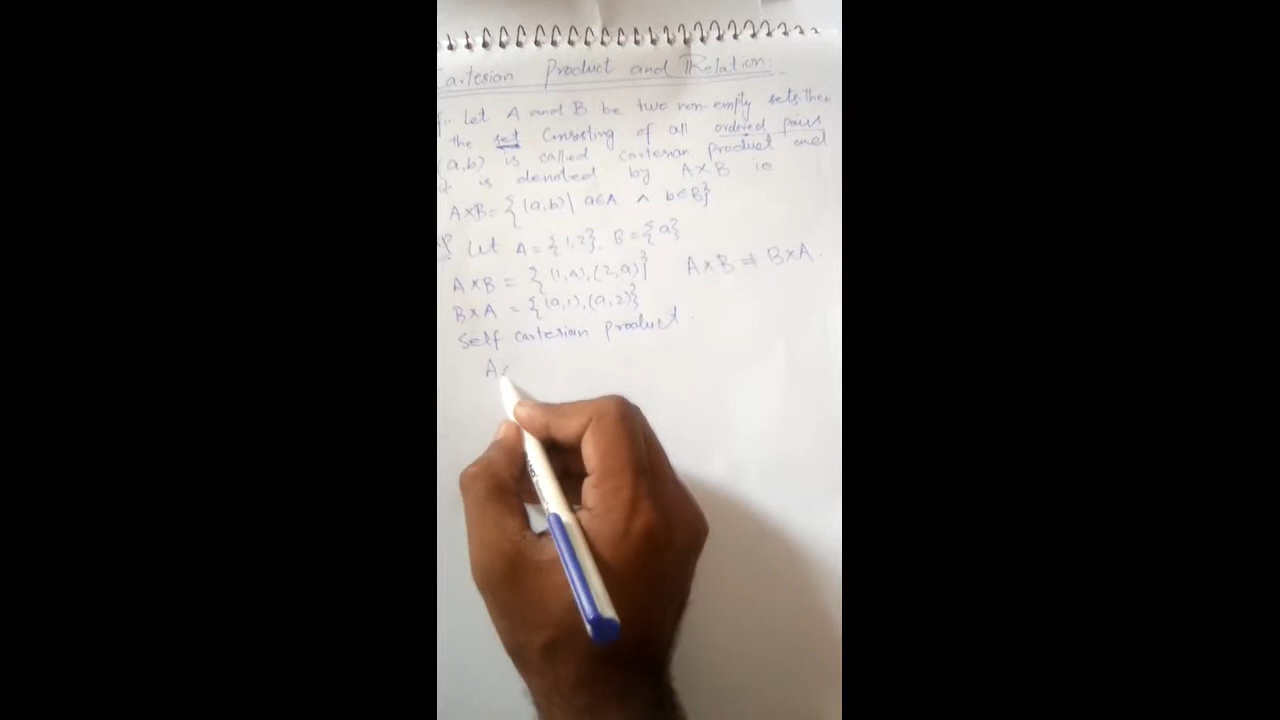 Cartesian Product and Relation:
f:- Let A and B be two non-empty sets then
the set Consisting of all ordered pairs
(a,b) is called cartesian product and
it is denoted by A×B ie
A×B = {(a,b)| a∈A ∧ b∈B}
Let A = {1,2}, B = {a}
A×B = {(1,a),(2,a)} A×B ≠ B×A.
B×A = {(a,1),(a,2)}
Self cartesian product.
A